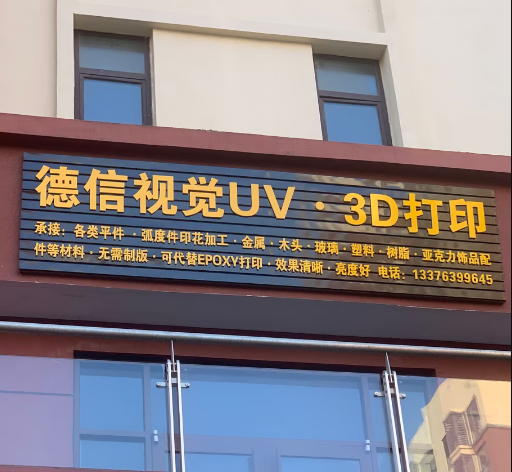 德信视觉UV·3D打印
承接：各类平件·弧度件印花加工·金属·木头·玻璃·塑料·树脂·亚克力饰品配
件等材料·无需制版·可代替EPOXY打印·效果清晰·亮度好 电话：13376399645